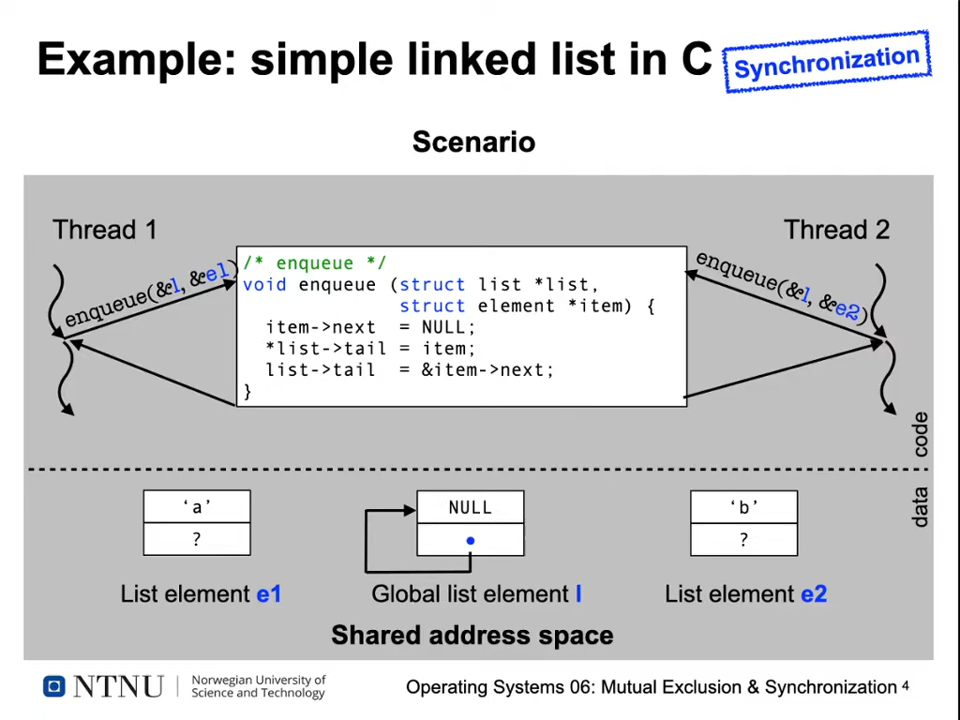 Example: simple linked list in C
Synchronization
Scenario
Thread 1
Thread 2
enqueue(&l, &e1)
enqueue(&l, &e2)
/* enqueue */
void enqueue (struct list *list,
struct element *item) {
item->next = NULL;
*list->tail = item;
list->tail = &item->next;
}
code
data
'a'
?
NULL
'b'
?
List element e1
Global list element l
List element e2
Shared address space
NTNU
Norwegian University of
Science and Technology
Operating Systems 06: Mutual Exclusion & Synchronization 4